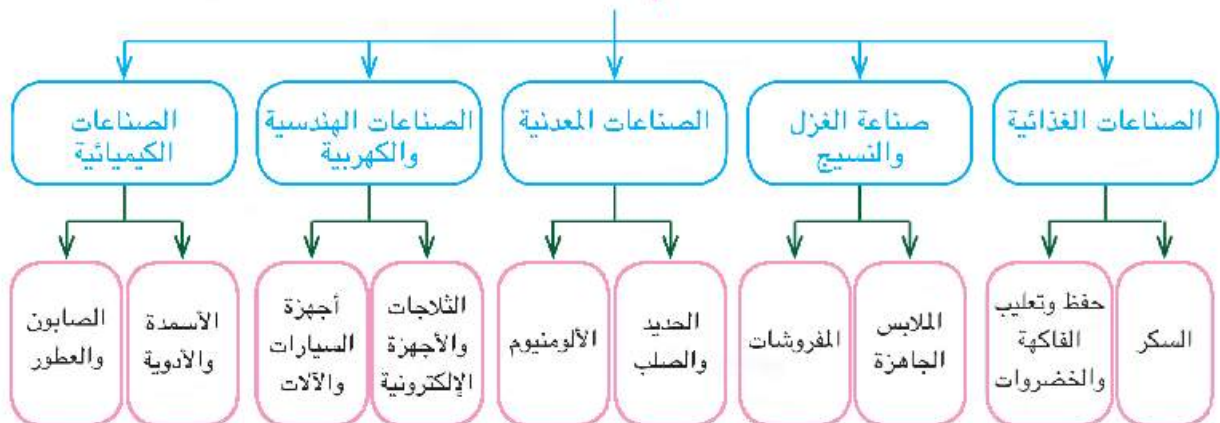 الصناعات الغذائية
صناعة الغزل
والنسيج
الصناعات المعدنية
الصناعات الهندسية
والكهربية
الصناعات
الكيميائية
السكر
حفظ وتعليب
الفاكهة
والخضروات
الملابس
الجاهزة
المفروشات
الحديد
والصلب
الألومنيوم
الثلاجات
والأجهزة
الإلكترونية
أجهزة
السيارات
والآلات
الأسمدة
والأدوية
الصابون
والعطور